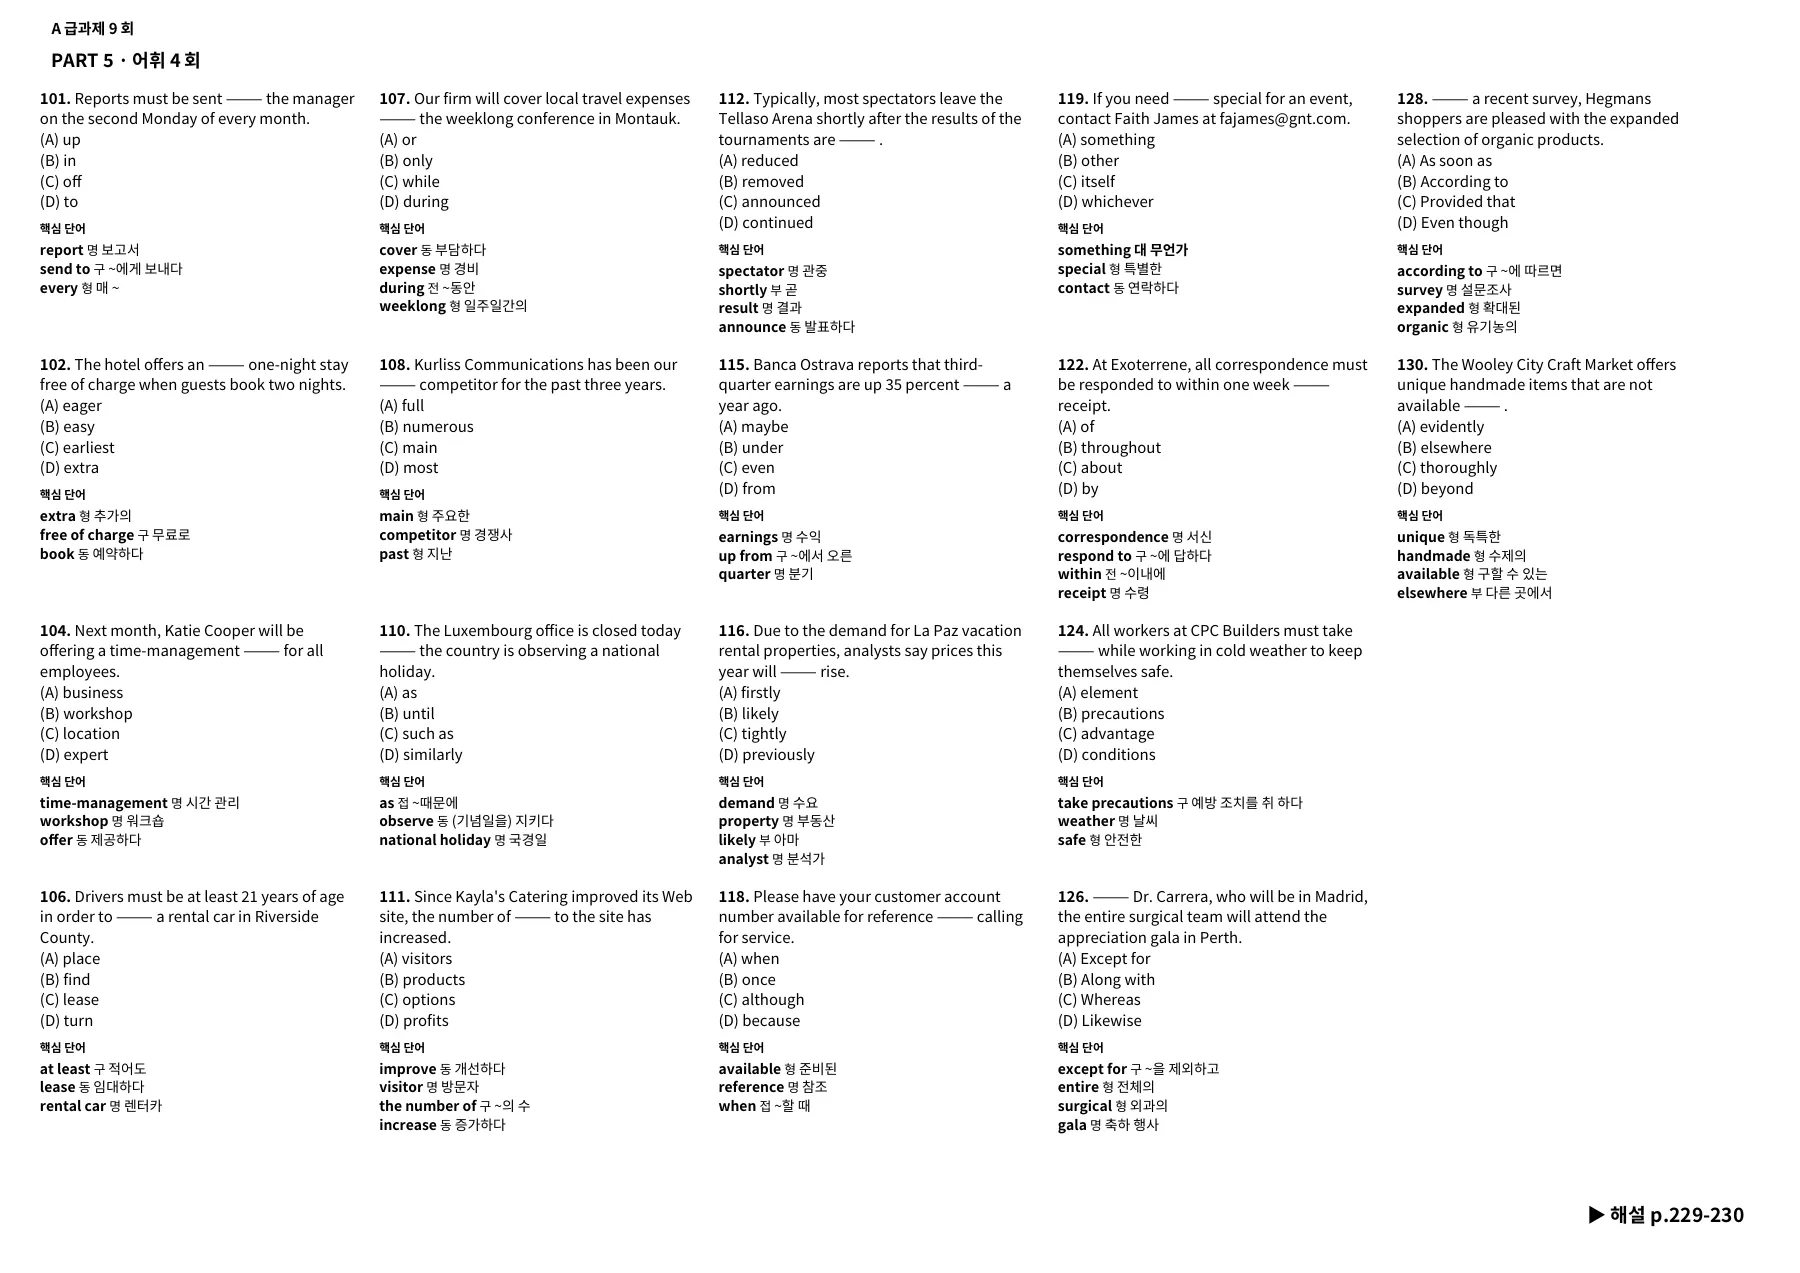 A 급과제 9 회
PART 5 · 어휘 4 회
101. Reports must be sent ——– the manager
on the second Monday of every month.
(A) up
(B) in
(C) off
(D) to
핵심 단어
report 명 보고서
send to 구 ~에게 보내다
every 형 매 ~
102. The hotel offers an ——– one-night stay
free of charge when guests book two nights.
(A) eager
(B) easy
(C) earliest
(D) extra
핵심 단어
extra 형 추가의
free of charge 구 무료로
book 동 예약하다
104. Next month, Katie Cooper will be
offering a time-management ——– for all
employees.
(A) business
(B) workshop
(C) location
(D) expert
핵심 단어
time-management 명 시간 관리
workshop 명 워크숍
offer 동 제공하다
106. Drivers must be at least 21 years of age
in order to ——– a rental car in Riverside
County.
(A) place
(B) find
(C) lease
(D) turn
핵심 단어
at least 구 적어도
lease 동 임대하다
rental car 명 렌터카
107. Our firm will cover local travel expenses
——– the weeklong conference in Montauk.
(A) or
(B) only
(C) while
(D) during
핵심 단어
cover 동 부담하다
expense 명 경비
during 전 ~동안
weeklong 형 일주일간의
108. Kurliss Communications has been our
——– competitor for the past three years.
(A) full
(B) numerous
(C) main
(D) most
핵심 단어
main 형 주요한
competitor 명 경쟁사
past 형 지난
110. The Luxembourg office is closed today
——– the country is observing a national
holiday.
(A) as
(B) until
(C) such as
(D) similarly
핵심 단어
as 접 ~때문에
observe 동 (기념일을) 지키다
national holiday 명 국경일
111. Since Kayla's Catering improved its Web
site, the number of ——– to the site has
increased.
(A) visitors
(B) products
(C) options
(D) profits
핵심 단어
improve 동 개선하다
visitor 명 방문자
the number of 구 ~의 수
increase 동 증가하다
112. Typically, most spectators leave the
Tellaso Arena shortly after the results of the
tournaments are ——– .
(A) reduced
(B) removed
(C) announced
(D) continued
핵심 단어
spectator 명 관중
shortly 부 곧
result 명 결과
announce 동 발표하다
115. Banca Ostrava reports that third-
quarter earnings are up 35 percent ——– a
year ago.
(A) maybe
(B) under
(C) even
(D) from
핵심 단어
earnings 명 수익
up from 구 ~에서 오른
quarter 명 분기
116. Due to the demand for La Paz vacation
rental properties, analysts say prices this
year will ——– rise.
(A) firstly
(B) likely
(C) tightly
(D) previously
핵심 단어
demand 명 수요
property 명 부동산
likely 부 아마
analyst 명 분석가
118. Please have your customer account
number available for reference ——– calling
for service.
(A) when
(B) once
(C) although
(D) because
핵심 단어
available 형 준비된
reference 명 참조
when 접 ~할 때
119. If you need ——– special for an event,
contact Faith James at fajames@gnt.com.
(A) something
(B) other
(C) itself
(D) whichever
핵심 단어
something 대 무언가
special 형 특별한
contact 동 연락하다
122. At Exoterrene, all correspondence must
be responded to within one week ——–
receipt.
(A) of
(B) throughout
(C) about
(D) by
핵심 단어
correspondence 명 서신
respond to 구 ~에 답하다
within 전 ~이내에
receipt 명 수령
124. All workers at CPC Builders must take
——– while working in cold weather to keep
themselves safe.
(A) element
(B) precautions
(C) advantage
(D) conditions
핵심 단어
take precautions 구 예방 조치를 취 하다
weather 명 날씨
safe 형 안전한
126. ——– Dr. Carrera, who will be in Madrid,
the entire surgical team will attend the
appreciation gala in Perth.
(A) Except for
(B) Along with
(C) Whereas
(D) Likewise
핵심 단어
except for 구 ~을 제외하고
entire 형 전체의
surgical 형 외과의
gala 명 축하 행사
128. ——– a recent survey, Hegmans
shoppers are pleased with the expanded
selection of organic products.
(A) As soon as
(B) According to
(C) Provided that
(D) Even though
핵심 단어
according to 구 ~에 따르면
survey 명 설문조사
expanded 형 확대된
organic 형 유기농의
130. The Wooley City Craft Market offers
unique handmade items that are not
available ——– .
(A) evidently
(B) elsewhere
(C) thoroughly
(D) beyond
핵심 단어
unique 형 독특한
handmade 형 수제의
available 형 구할 수 있는
elsewhere 부 다른 곳에서
▶ 해설 p.229-230